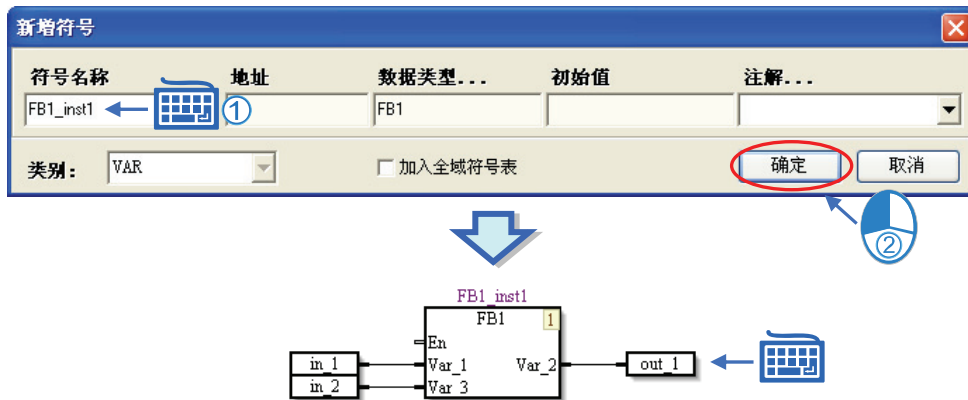 新增符号
符号名称 地址 数据类型... 初始值 注解...
FB1_inst1 ① FB1
类别： VAR 加入全域符号表 确定 取消
②
FB1_inst1
FB1 1
En
in_1 Var_1 Var_2 out_1
in_2 Var_3